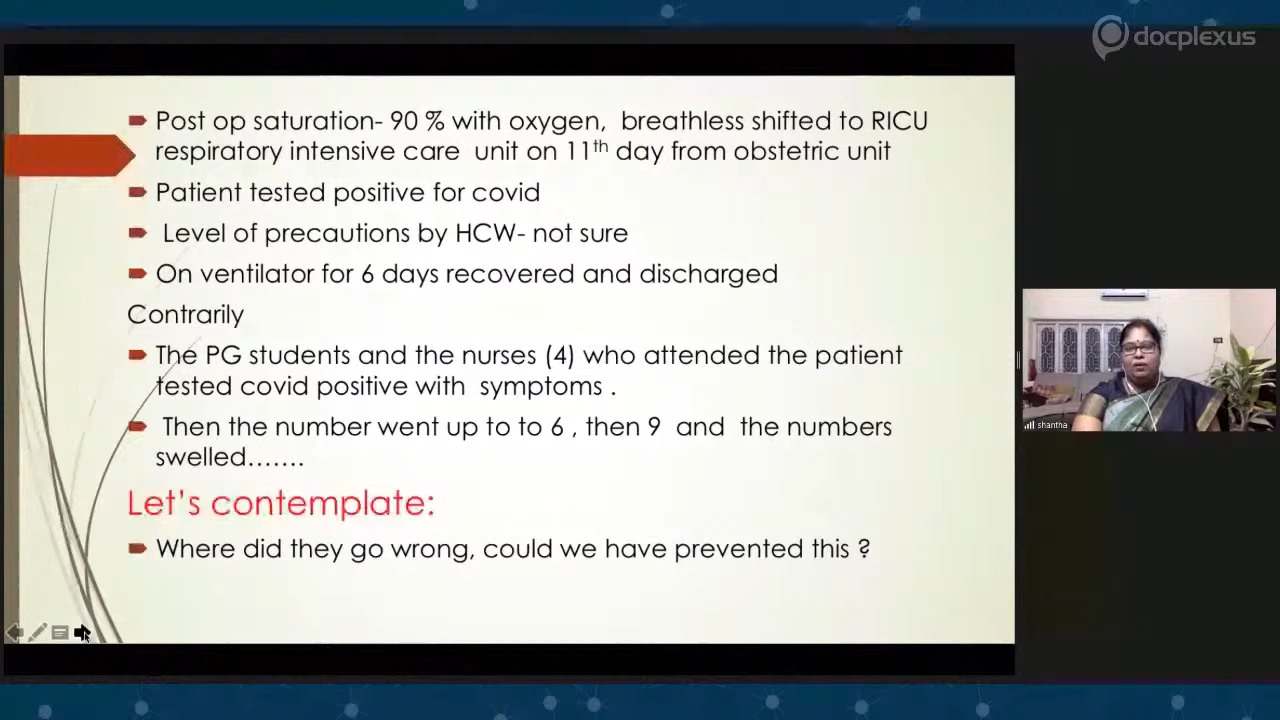 docplexus
Post op saturation- 90 % with oxygen, breathless shifted to RICU
respiratory intensive care unit on 11th day from obstetric unit
Patient tested positive for covid
Level of precautions by HCW- not sure
On ventilator for 6 days recovered and discharged
Contrarily
The PG students and the nurses (4) who attended the patient
tested covid positive with symptoms .
Then the number went up to to 6 , then 9 and the numbers
swelled…….
Let's contemplate:
Where did they go wrong, could we have prevented this ?
shantha